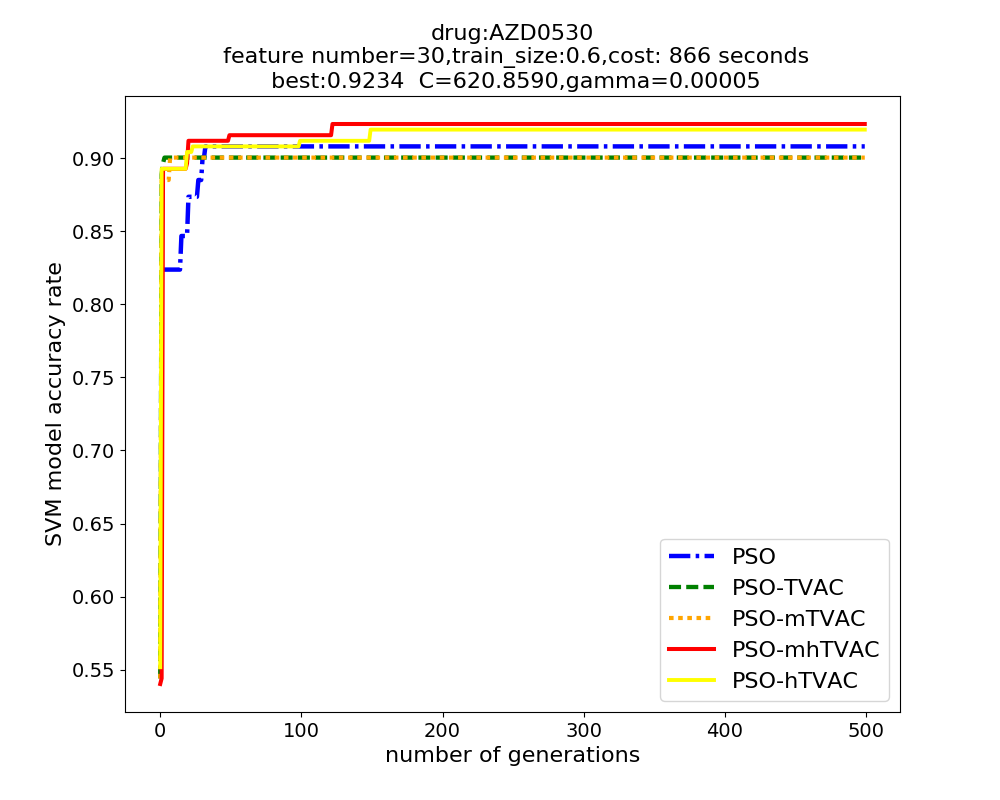 drug:AZD0530
feature number=30,train_size:0.6,cost: 866 seconds
best:0.9234  C=620.8590,gamma=0.00005
SVM model accuracy rate
0.90
0.85
0.80
0.75
0.70
0.65
0.60
0.55
PSO
PSO-TVAC
PSO-mTVAC
PSO-mhTVAC
PSO-hTVAC
0 100 200 300 400 500
number of generations